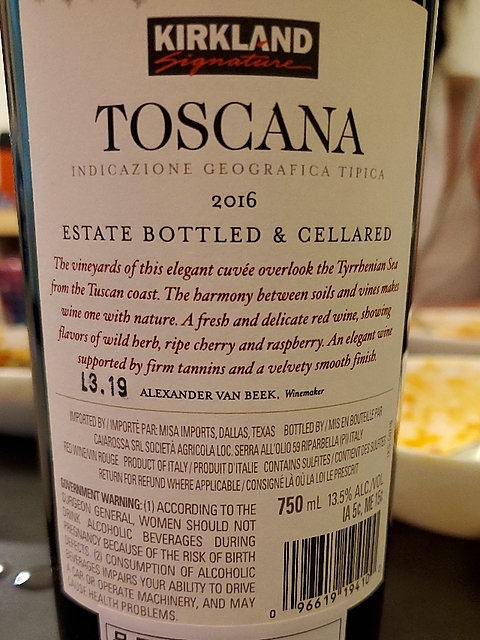 KIRKLAND
Signature
TOSCANA
INDICAZIONE GEOGRAFICA TIPICA
2016
ESTATE BOTTLED & CELLARED
The vineyards of this elegant cuvée overlook the Tyrrhenian Sea
from the Tuscan coast. The harmony between soils and vines makes
wine one with nature. A fresh and delicate red wine, showing
flavors of wild herb, ripe cherry and raspberry. An elegant wine
supported by firm tannins and a velvety smooth finish.
L3.19
ALEXANDER VAN BEEK, Winemaker
IMPORTED BY / IMPORTÉ PAR: MISA IMPORTS, DALLAS, TEXAS BOTTLED BY / MIS EN BOUTEILLE PAR
CAIAROSSA SRL SOCIETÀ AGRICOLA LOC. SERRA ALL'OLIO 59 RIPARBELLA (PI) ITALY
RED WINE/VIN ROUGE PRODUCT OF ITALY / PRODUIT D'ITALIE CONTAINS SULFITES / CONTENT DES SULFITES
RETURN FOR REFUND WHERE APPLICABLE / CONSIGNÉ LÀ OÙ LA LOI LE PRESCRIT
GOVERNMENT WARNING: (1) ACCORDING TO THE
SURGEON GENERAL, WOMEN SHOULD NOT
DRINK ALCOHOLIC BEVERAGES DURING
PREGNANCY BECAUSE OF THE RISK OF BIRTH
DEFECTS. (2) CONSUMPTION OF ALCOHOLIC
BEVERAGES IMPAIRS YOUR ABILITY TO DRIVE
A CAR OR OPERATE MACHINERY, AND MAY
CAUSE HEALTH PROBLEMS.
750 mL 13.5% ALC./VOL
IA 5c, ME 15c
0 96619 19410